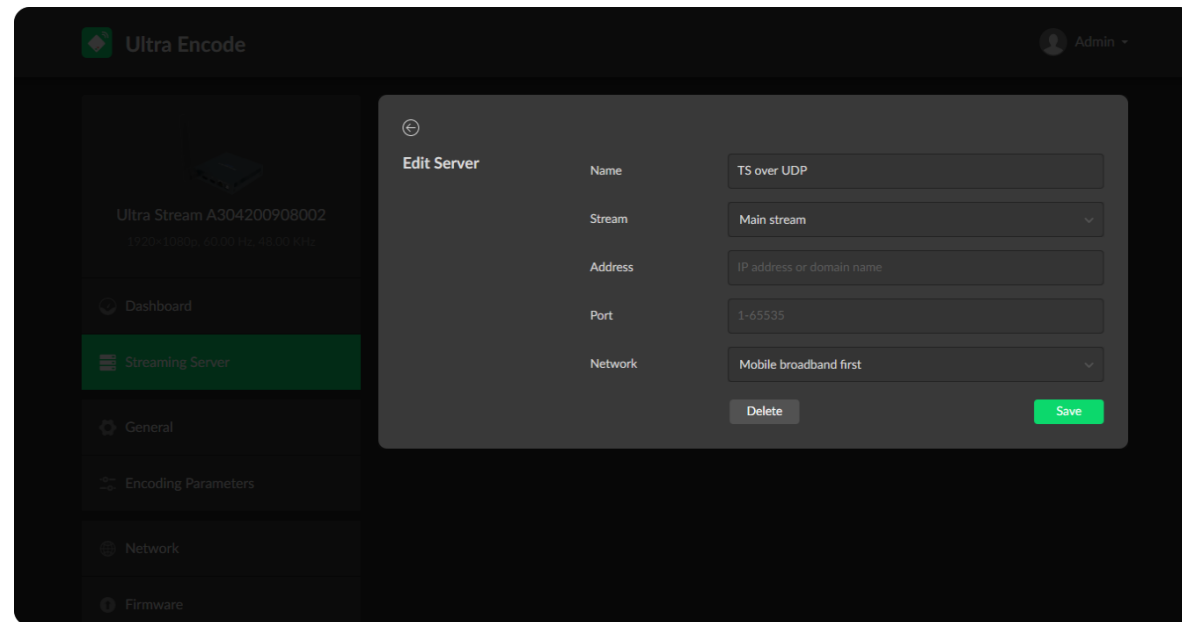 Ultra Encode
Admin
Ultra Stream A304200908002
1920×1080p, 60.00 Hz, 48.00 KHz
Dashboard
Streaming Server
General
Encoding Parameters
Network
Firmware
Edit Server
Name
TS over UDP
Stream
Main stream
Address
IP address or domain name
Port
1-65535
Network
Mobile broadband first
Delete
Save